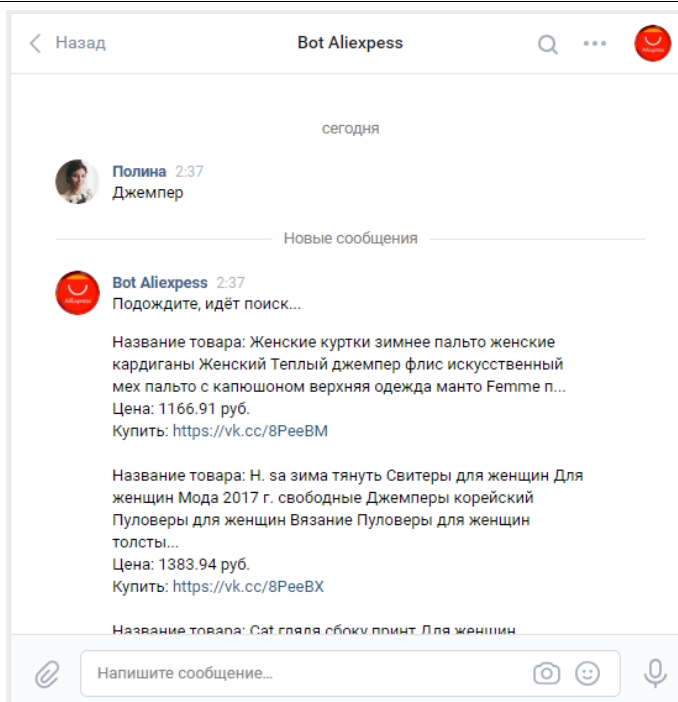 Назад
Bot Aliexpess
сегодня
Полина 2:37
Джемпер
Новые сообщения
Bot Aliexpess 2:37
Подождите, идёт поиск...
Название товара: Женские куртки зимнее пальто женские
кардиганы Женский Теплый джемпер флис искусственный
мех пальто с капюшоном верхняя одежда манто Femme п...
Цена: 1166.91 руб.
Купить: https://vk.cc/8PeeBM
Название товара: H. sa зима тянуть Свитеры для женщин Для
женщин Мода 2017 г. свободные Джемперы корейский
Пуловеры для женщин Вязание Пуловеры для женщин
толсты...
Цена: 1383.94 руб.
Купить: https://vk.cc/8PeeBX
Название товара: Cat глядя сбоку принт Для женщин
Напишите сообщение...